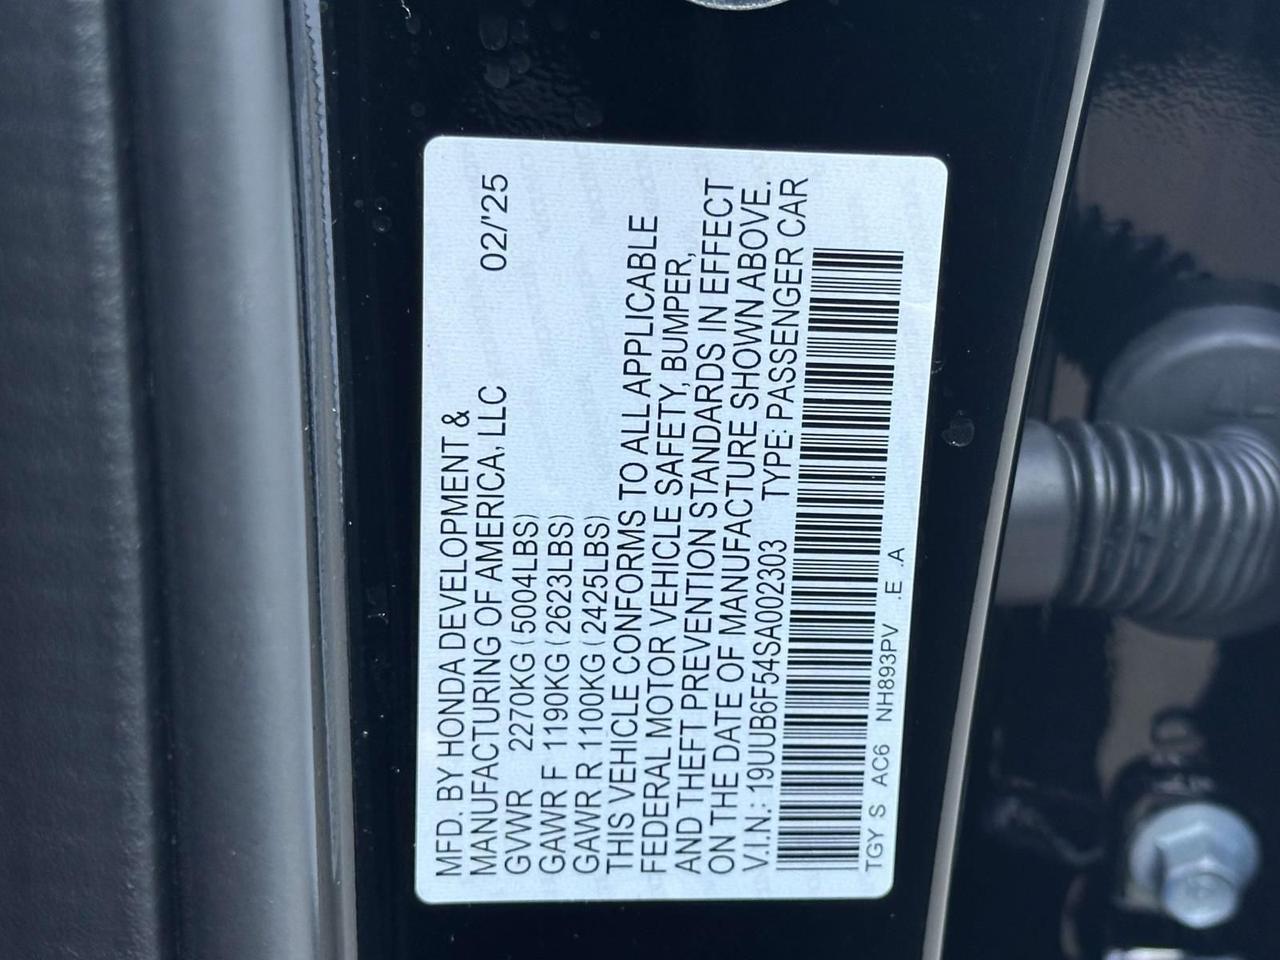 MFD. BY HONDA DEVELOPMENT &
MANUFACTURING OF AMERICA, LLC 02/'25
GVWR 2270KG (5004LBS)
GAWR F 1190KG (2623LBS)
GAWR R 1100KG (2425LBS)
THIS VEHICLE CONFORMS TO ALL APPLICABLE
FEDERAL MOTOR VEHICLE SAFETY, BUMPER,
AND THEFT PREVENTION STANDARDS IN EFFECT
ON THE DATE OF MANUFACTURE SHOWN ABOVE.
V.I.N.: 19UUB6F54SA002303 TYPE: PASSENGER CAR
TGY S AC6 NH893PV .E .A